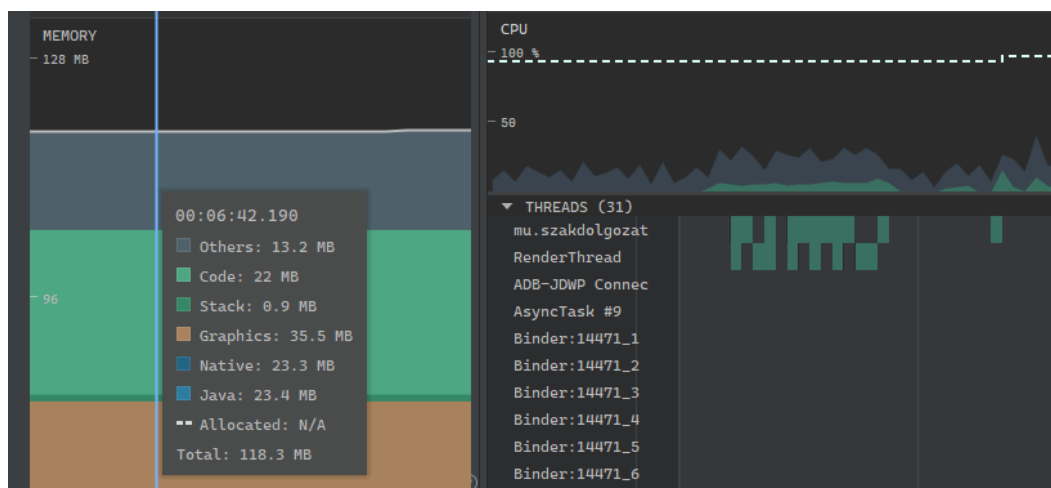 MEMORY
128 MB
96
00:06:42.190
Others: 13.2 MB
Code: 22 MB
Stack: 0.9 MB
Graphics: 35.5 MB
Native: 23.3 MB
Java: 23.4 MB
Allocated: N/A
Total: 118.3 MB
CPU
100 %
50
THREADS (31)
mu.szakdolgozat
RenderThread
ADB-JDWP Connec
AsyncTask #9
Binder:14471_1
Binder:14471_2
Binder:14471_3
Binder:14471_4
Binder:14471_5
Binder:14471_6